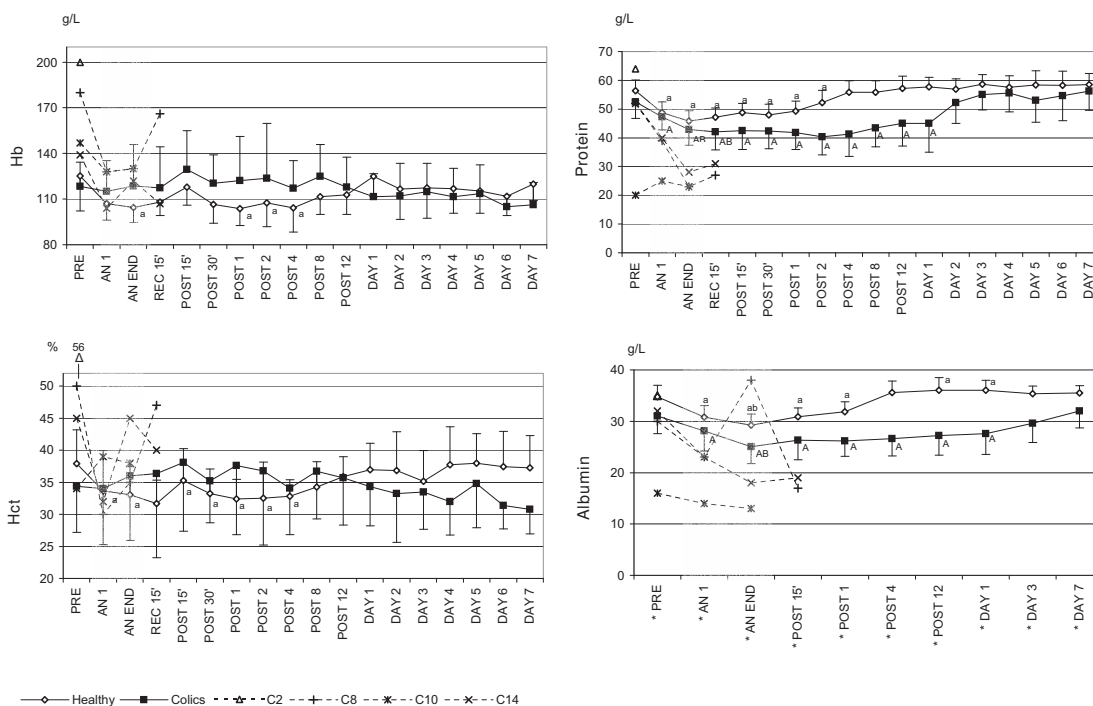 g/L
200
170
140
110
80
Hb
a
a
a
a
PRE
AN 1
AN END
REC 15'
POST 15'
POST 30'
POST 1
POST 2
POST 4
POST 8
POST 12
DAY 1
DAY 2
DAY 3
DAY 4
DAY 5
DAY 6
DAY 7
70
60
50
40
30
20
10
0
Protein
a
a
a
a
a
a
a
A
AB
AB
A
A
A
A
A
A
A
A
PRE
AN 1
AN END
REC 15'
POST 15'
POST 30'
POST 1
POST 2
POST 4
POST 8
POST 12
DAY 1
DAY 2
DAY 3
DAY 4
DAY 5
DAY 6
DAY 7
% 56
50
45
40
35
30
25
20
Hct
a
a
a
a
a
a
a
PRE
AN 1
AN END
REC 15'
POST 15'
POST 30'
POST 1
POST 2
POST 4
POST 8
POST 12
DAY 1
DAY 2
DAY 3
DAY 4
DAY 5
DAY 6
DAY 7
g/L
40
30
20
10
0
Albumin
a
ab
a
a
a
a
A
AB
A
A
A
A
A
* PRE
* AN 1
* AN END
* POST 15'
* POST 1
* POST 4
* POST 12
* DAY 1
* DAY 3
* DAY 7
Healthy Colics C2 C8 C10 C14